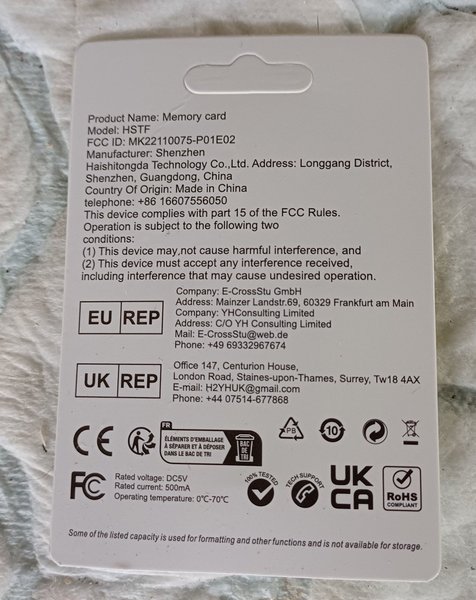 Product Name: Memory card
Model: HSTF
FCC ID: MK22110075-P01E02
Manufacturer: Shenzhen
Haishitongda Technology Co.,Ltd. Address: Longgang District,
Shenzhen, Guangdong, China
Country Of Origin: Made in China
telephone: +86 16607556050
This device complies with part 15 of the FCC Rules.
Operation is subject to the following two
conditions:
(1) This device may,not cause harmful interference, and
(2) This device must accept any interference received,
including interference that may cause undesired operation.
EU REP
Company: E-CrossStu GmbH
Address: Mainzer Landstr.69, 60329 Frankfurt am Main
Company: YHConsulting Limited
Address: C/O YH Consulting Limited
Mail: E-CrossStu@web.de
Phone: +49 69332967674
UK REP
Office 147, Centurion House,
London Road, Staines-upon-Thames, Surrey, Tw18 4AX
E-mail: H2YHUK@gmail.com
Phone: +44 07514-677868
CE
FR
ÉLÉMENTS D'EMBALLAGE
À SÉPARER ET À DÉPOSER
DANS LE BAC DE TRI
BAC
DE
TRI
PB
10
FC
Rated voltage: DC5V
Rated current: 500mA
Operating temperature: 0℃-70℃
100% TESTED
TECH SUPPORT
UK
CA
RoHS
COMPLIANT
Some of the listed capacity is used for formatting and other functions and is not available for storage.